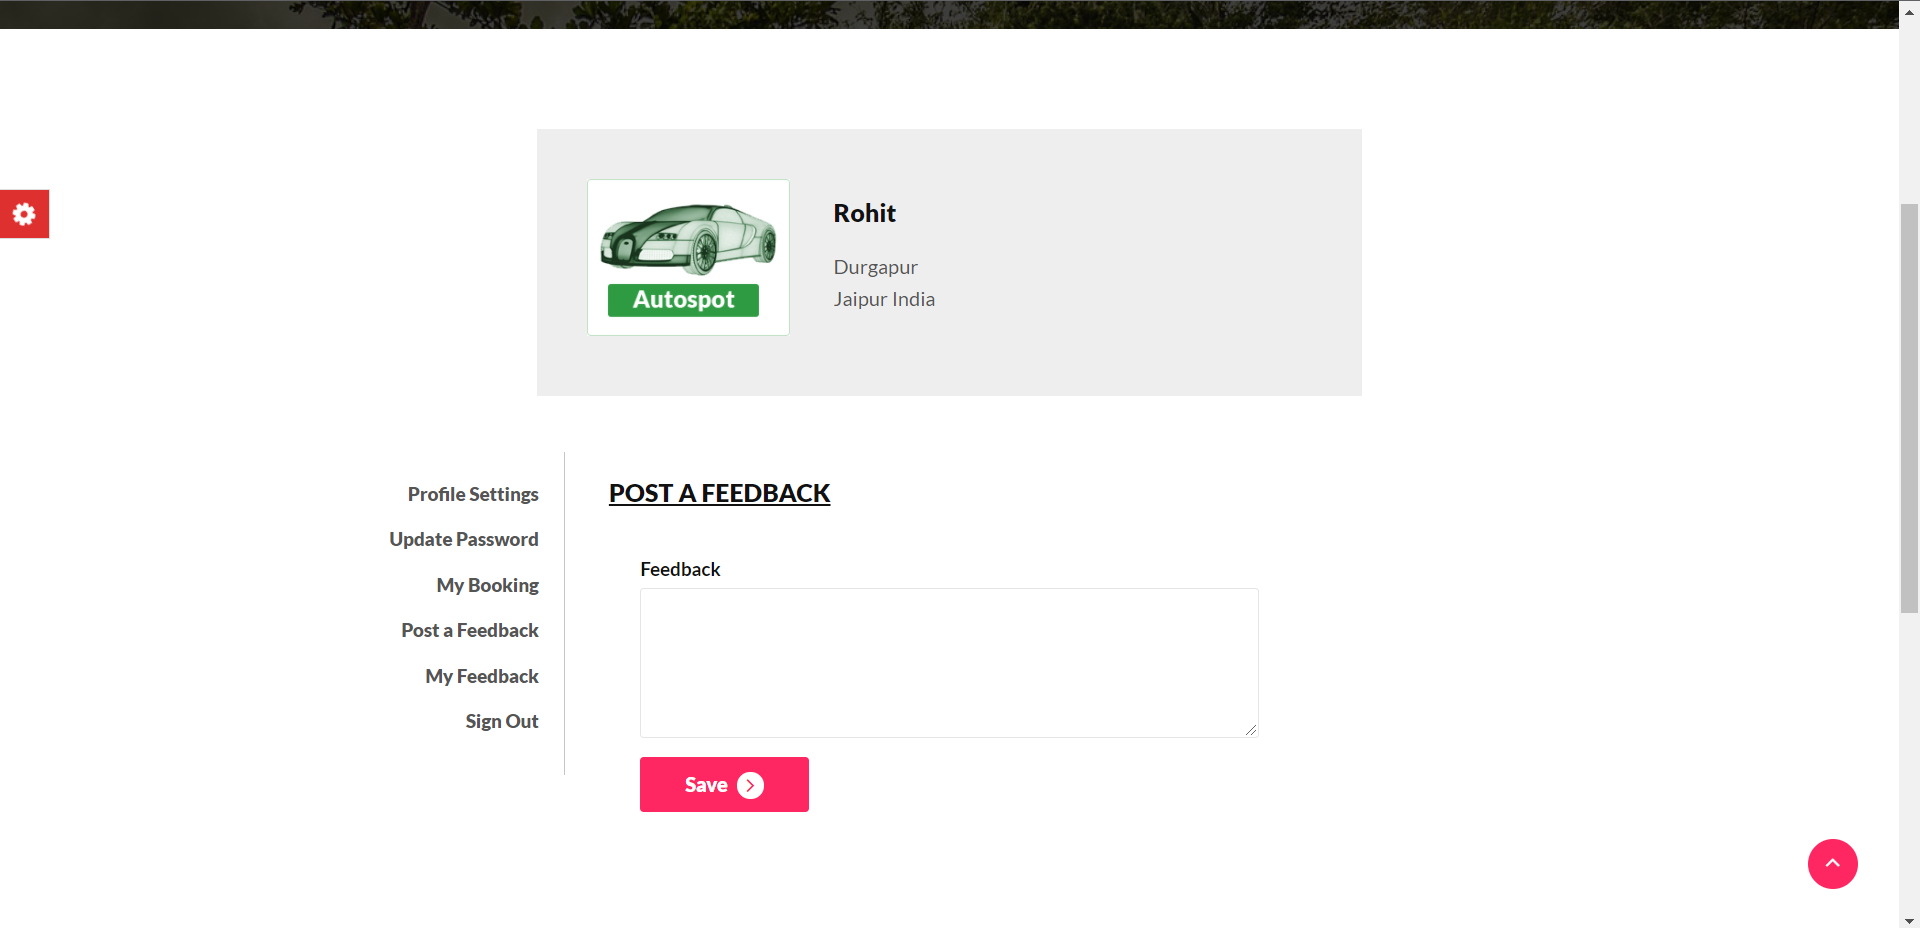 Autospot
Rohit
Durgapur
Jaipur India
Profile Settings
Update Password
My Booking
Post a Feedback
My Feedback
Sign Out
POST A FEEDBACK
Feedback
Save